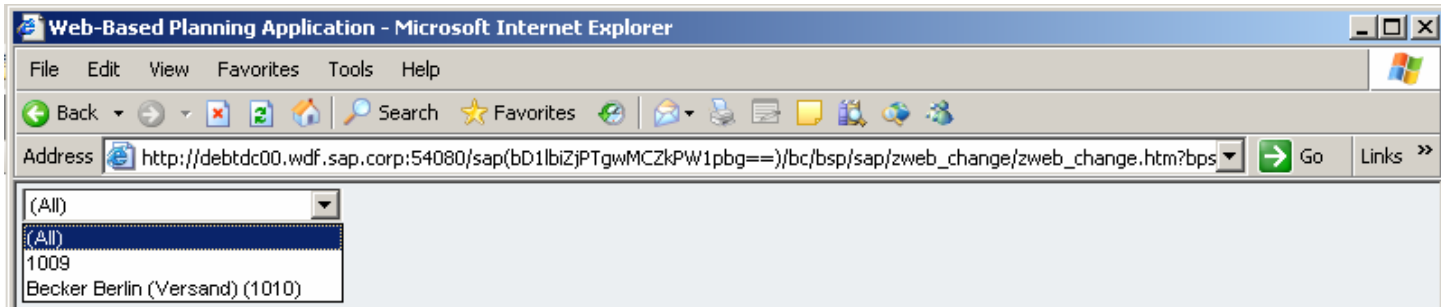 Web-Based Planning Application - Microsoft Internet Explorer
File Edit View Favorites Tools Help
Back Search Favorites
Address http://debtdc00.wdf.sap.corp:54080/sap(bD1lbiZjPTgwMCZkPW1pbg==)/bc/bsp/sap/zweb_change/zweb_change.htm?bps Go Links »
(All)
(All)
1009
Becker Berlin (Versand) (1010)